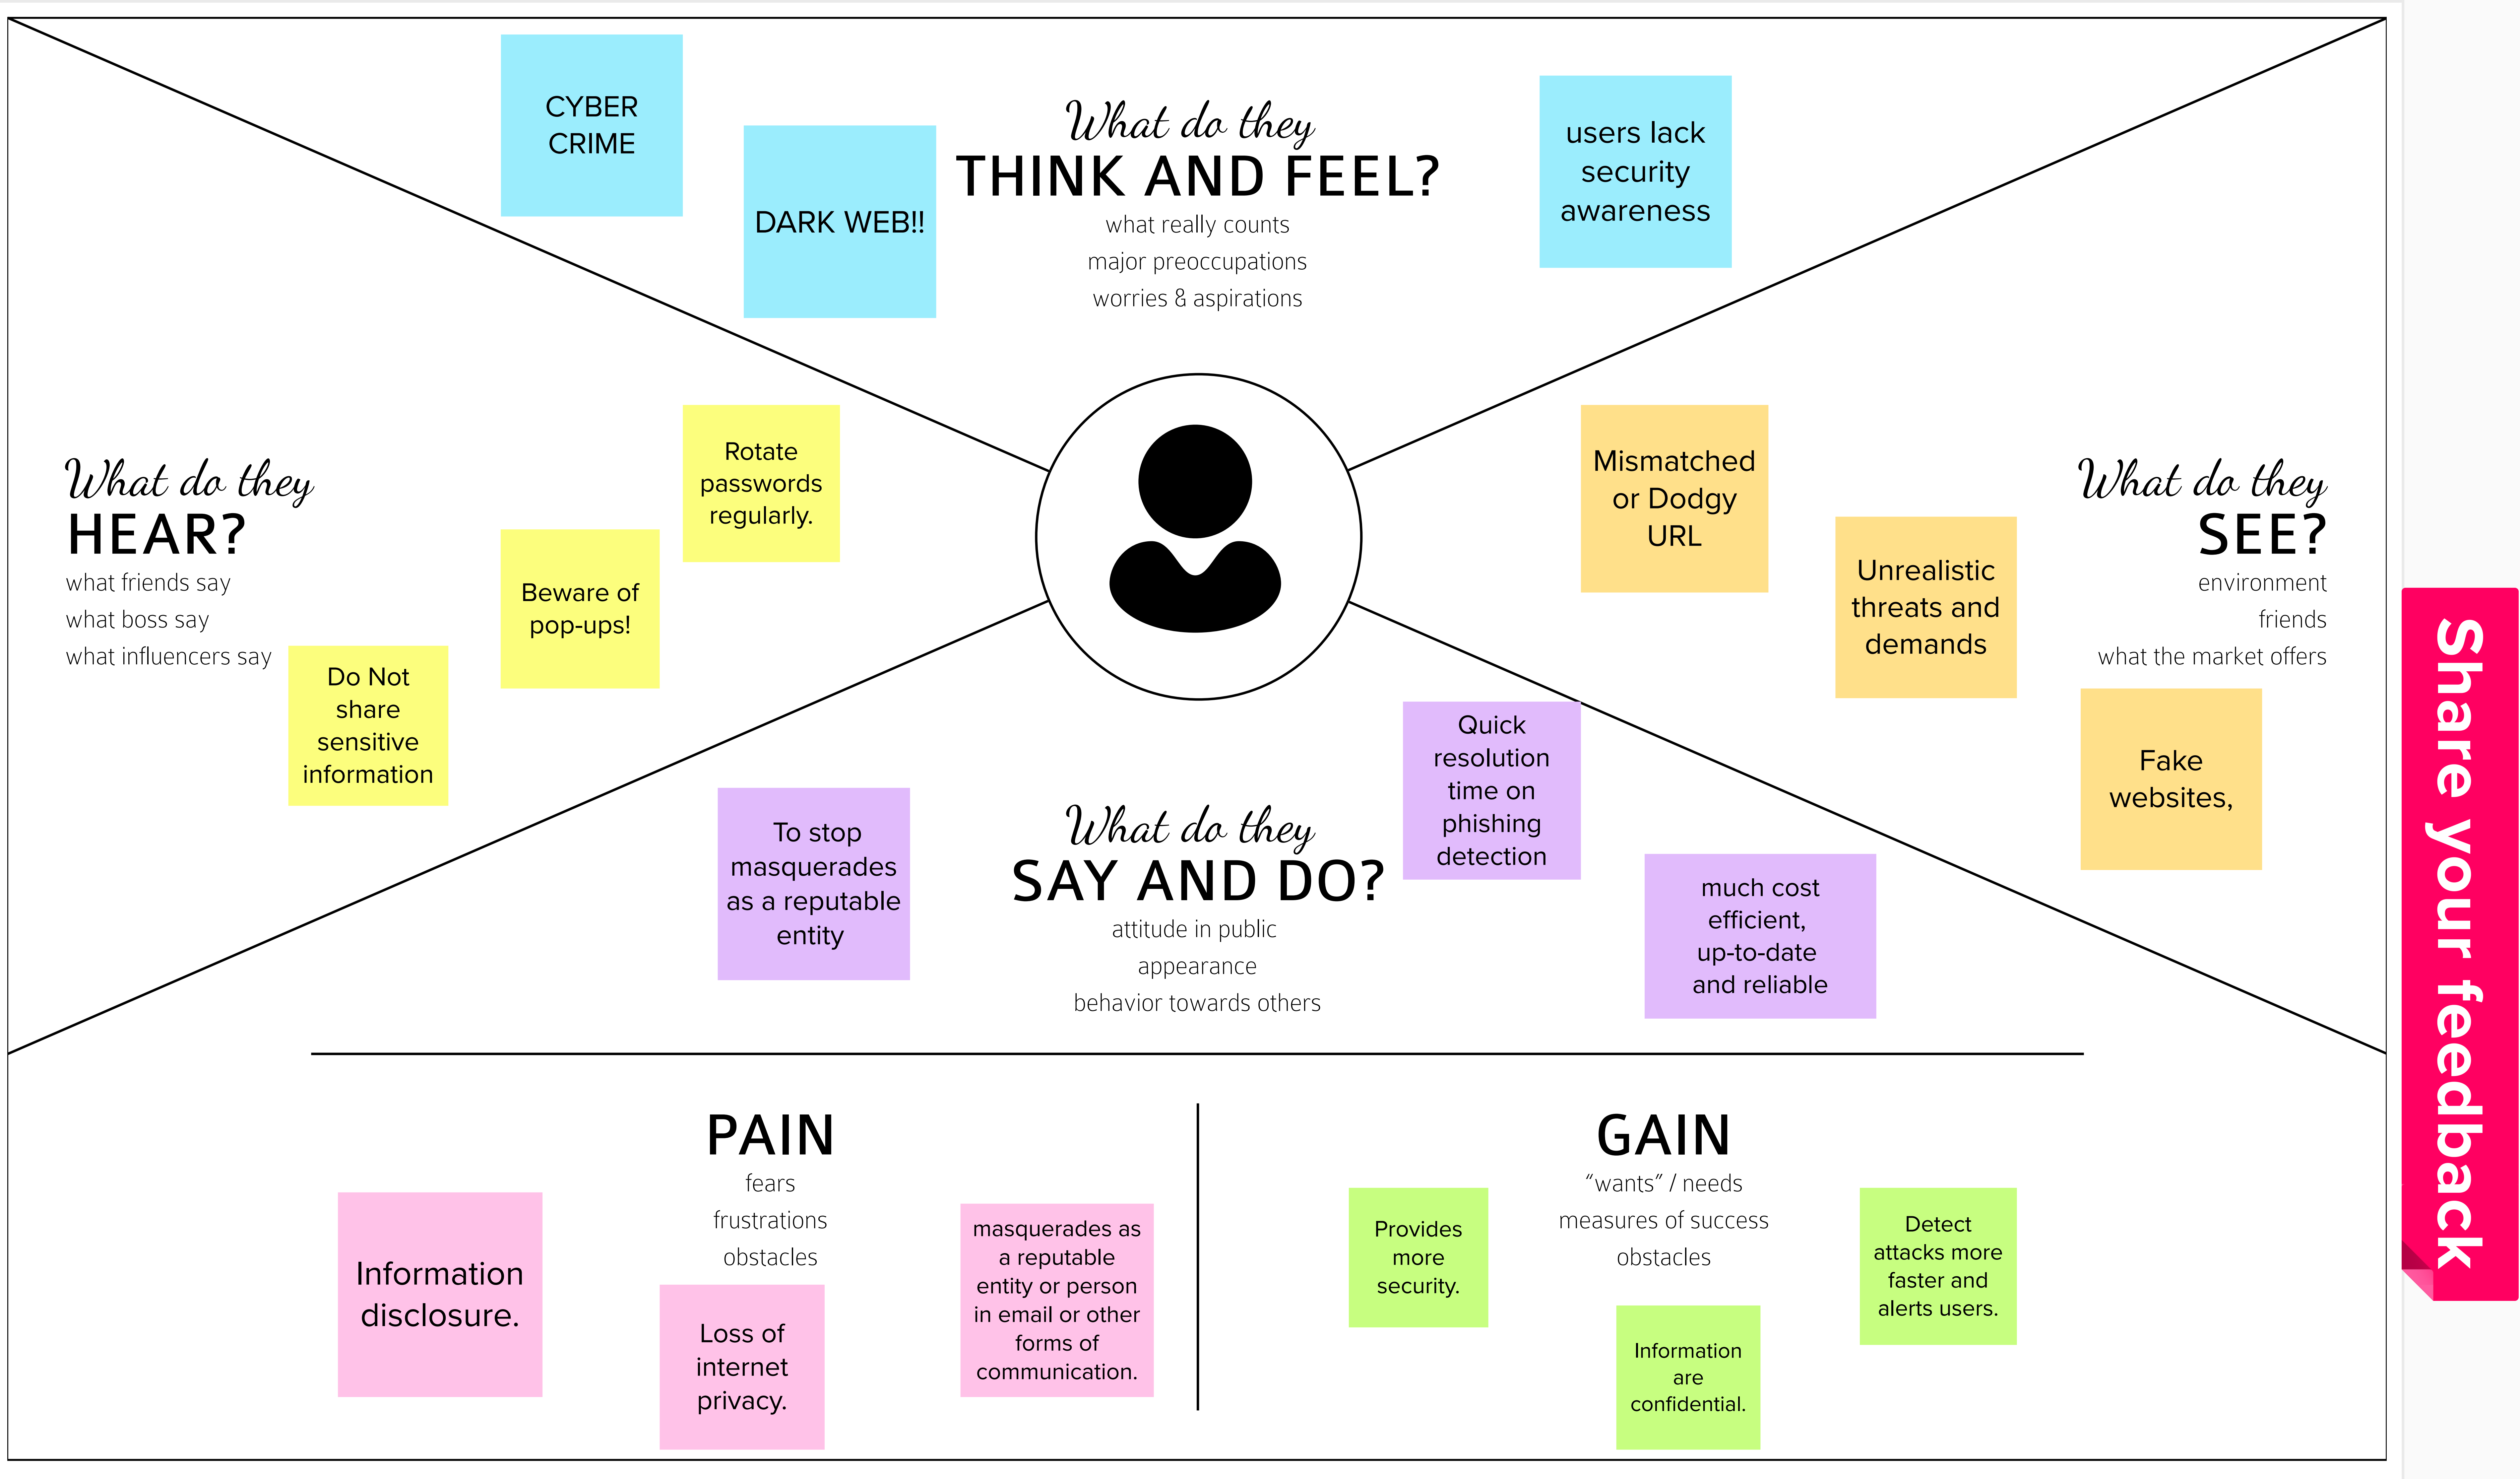 CYBER
CRIME
DARK WEB!!
What do they
THINK AND FEEL?
what really counts
major preoccupations
worries & aspirations
users lack
security
awareness
What do they
HEAR?
what friends say
what boss say
what influencers say
Rotate
passwords
regularly.
Beware of
pop-ups!
Do Not
share
sensitive
information
Mismatched
or Dodgy
URL
Unrealistic
threats and
demands
What do they
SEE?
environment
friends
what the market offers
Fake
websites,
To stop
masquerades
as a reputable
entity
What do they
SAY AND DO?
attitude in public
appearance
behavior towards others
Quick
resolution
time on
phishing
detection
much cost
efficient,
up-to-date
and reliable
PAIN
fears
frustrations
obstacles
Information
disclosure.
Loss of
internet
privacy.
masquerades as
a reputable
entity or person
in email or other
forms of
communication.
GAIN
“wants” / needs
measures of success
obstacles
Provides
more
security.
Information
are
confidential.
Detect
attacks more
faster and
alerts users.
Share your feedback